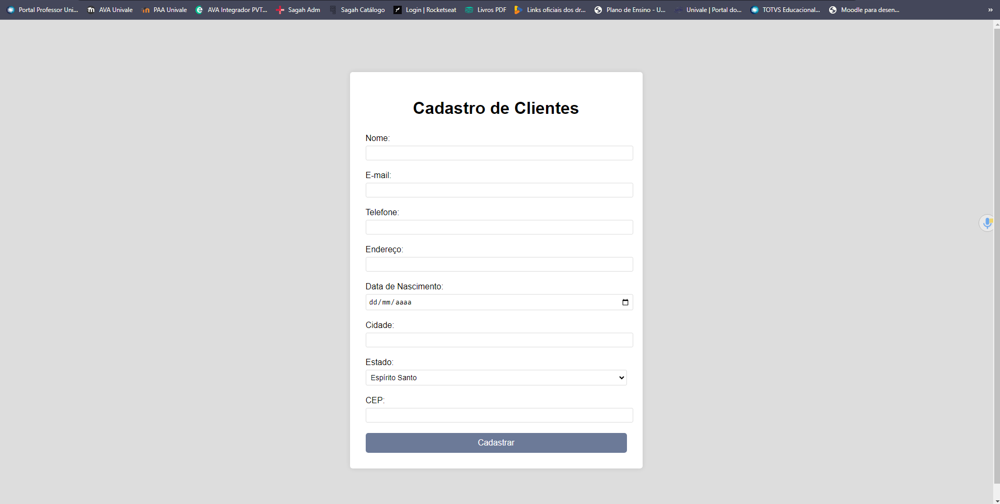 Portal Professor Uni... AVA Univale PAA Univale AVA Integrador PVT... Sagah Adm Sagah Catálogo Login | Rocketseat Livros PDF Links oficiais dos dr... Plano de Ensino - U... Univale | Portal do... TOTVS Educacional... Moodle para desen... »
Cadastro de Clientes
Nome:
E-mail:
Telefone:
Endereço:
Data de Nascimento:
dd/mm/aaaa
Cidade:
Estado:
Espírito Santo
CEP:
Cadastrar